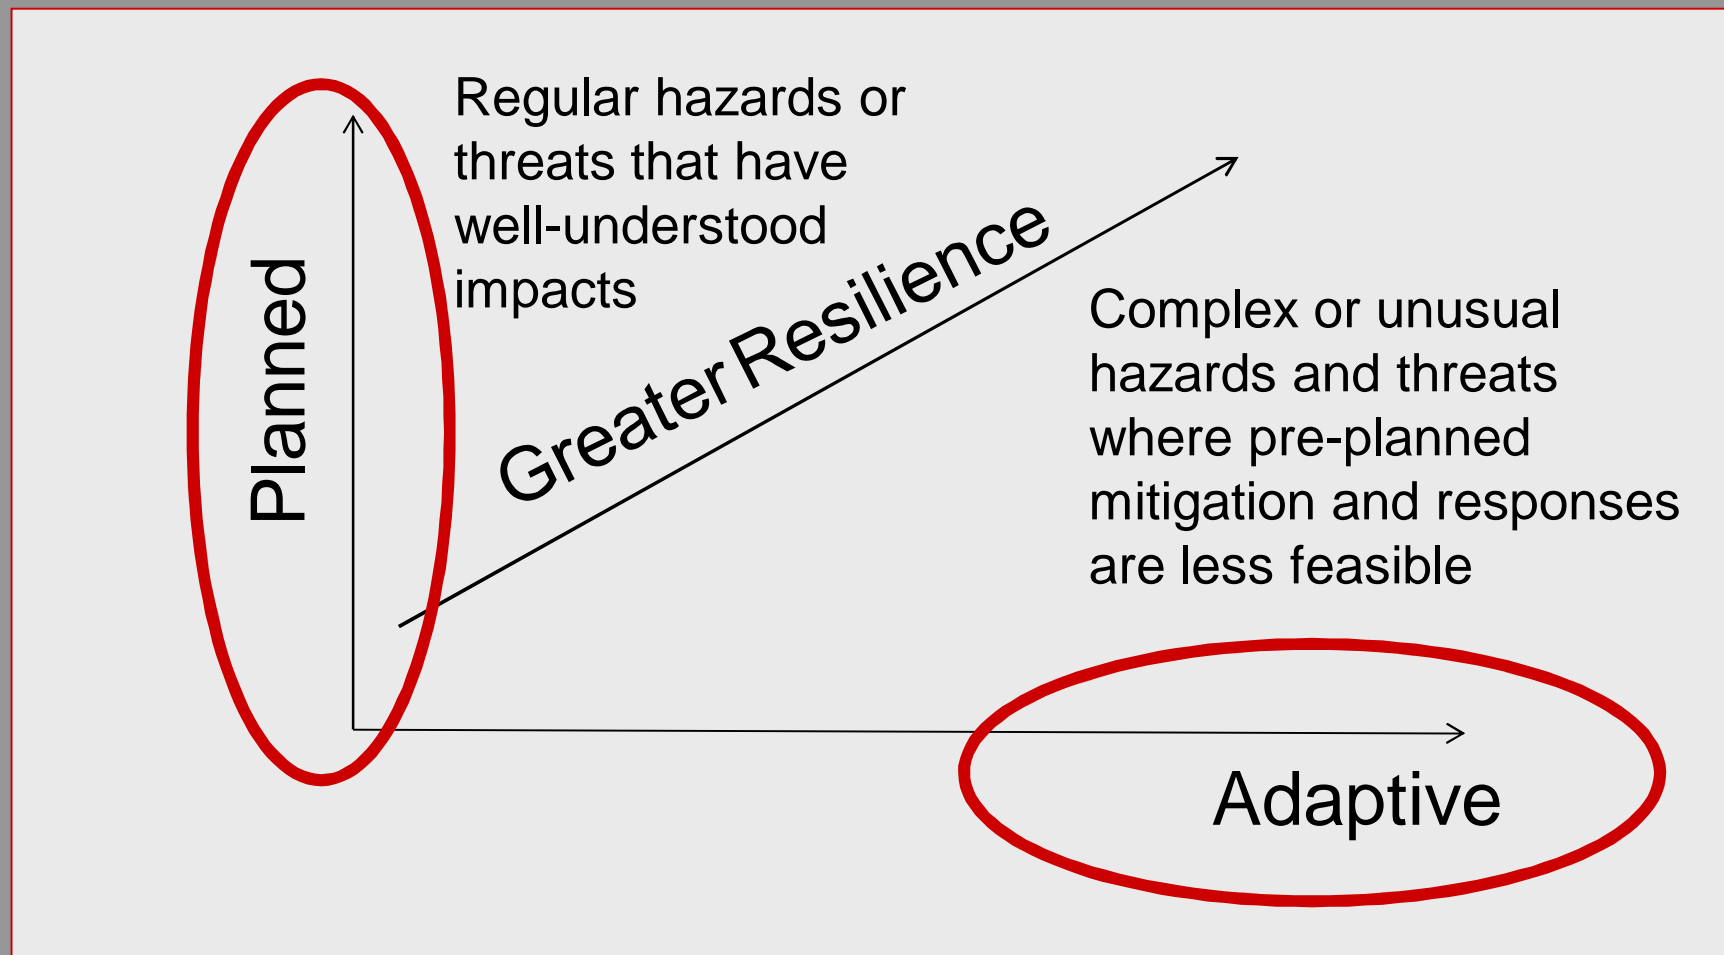 Regular hazards or
threats that have
well-understood
impacts
Planned
Greater Resilience
Complex or unusual
hazards and threats
where pre-planned
mitigation and responses
are less feasible
Adaptive